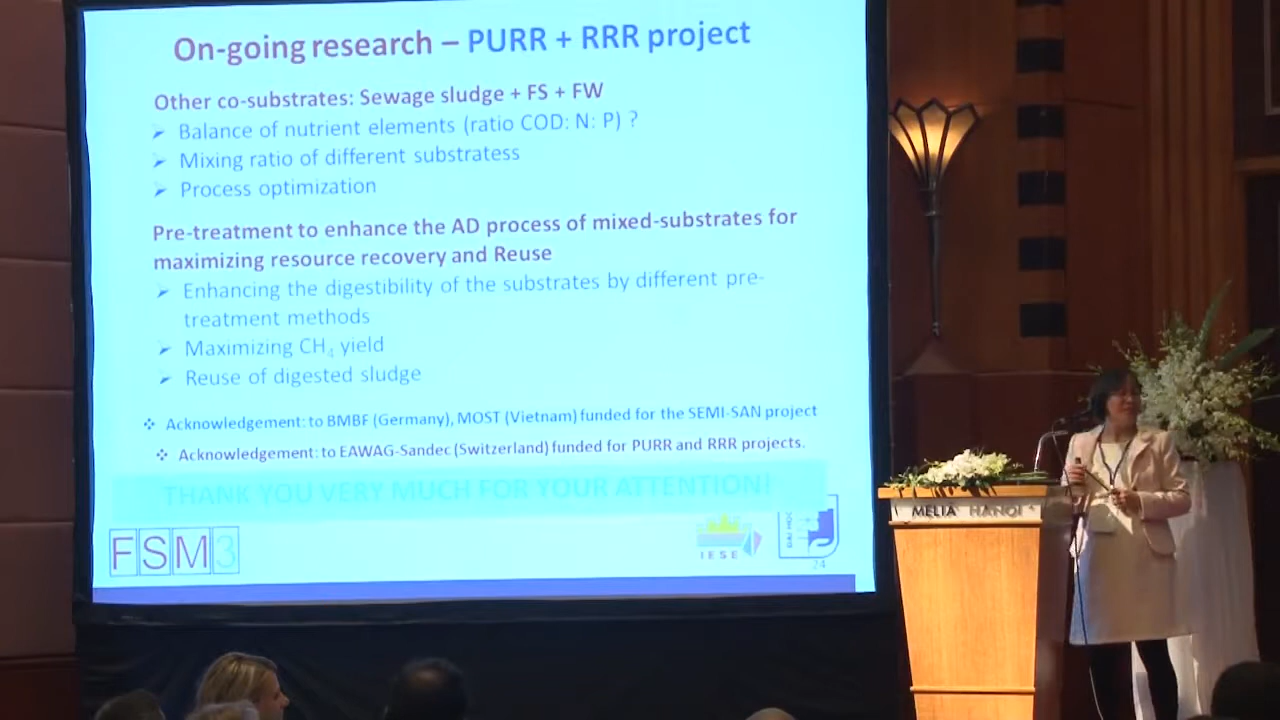 On-going research – PURR + RRR project
Other co-substrates: Sewage sludge + FS + FW
➢ Balance of nutrient elements (ratio COD: N: P) ?
➢ Mixing ratio of different substratess
➢ Process optimization
Pre-treatment to enhance the AD process of mixed-substrates for
maximizing resource recovery and Reuse
➢ Enhancing the digestibility of the substrates by different pre-
treatment methods
➢ Maximizing CH₄ yield
➢ Reuse of digested sludge
❖ Acknowledgement: to BMBF (Germany), MOST (Vietnam) funded for the SEMI-SAN project
❖ Acknowledgement: to EAWAG-Sandec (Switzerland) funded for PURR and RRR projects.
THANK YOU VERY MUCH FOR YOUR ATTENTION!
FSM3
IESE
24
MELIA HANOI